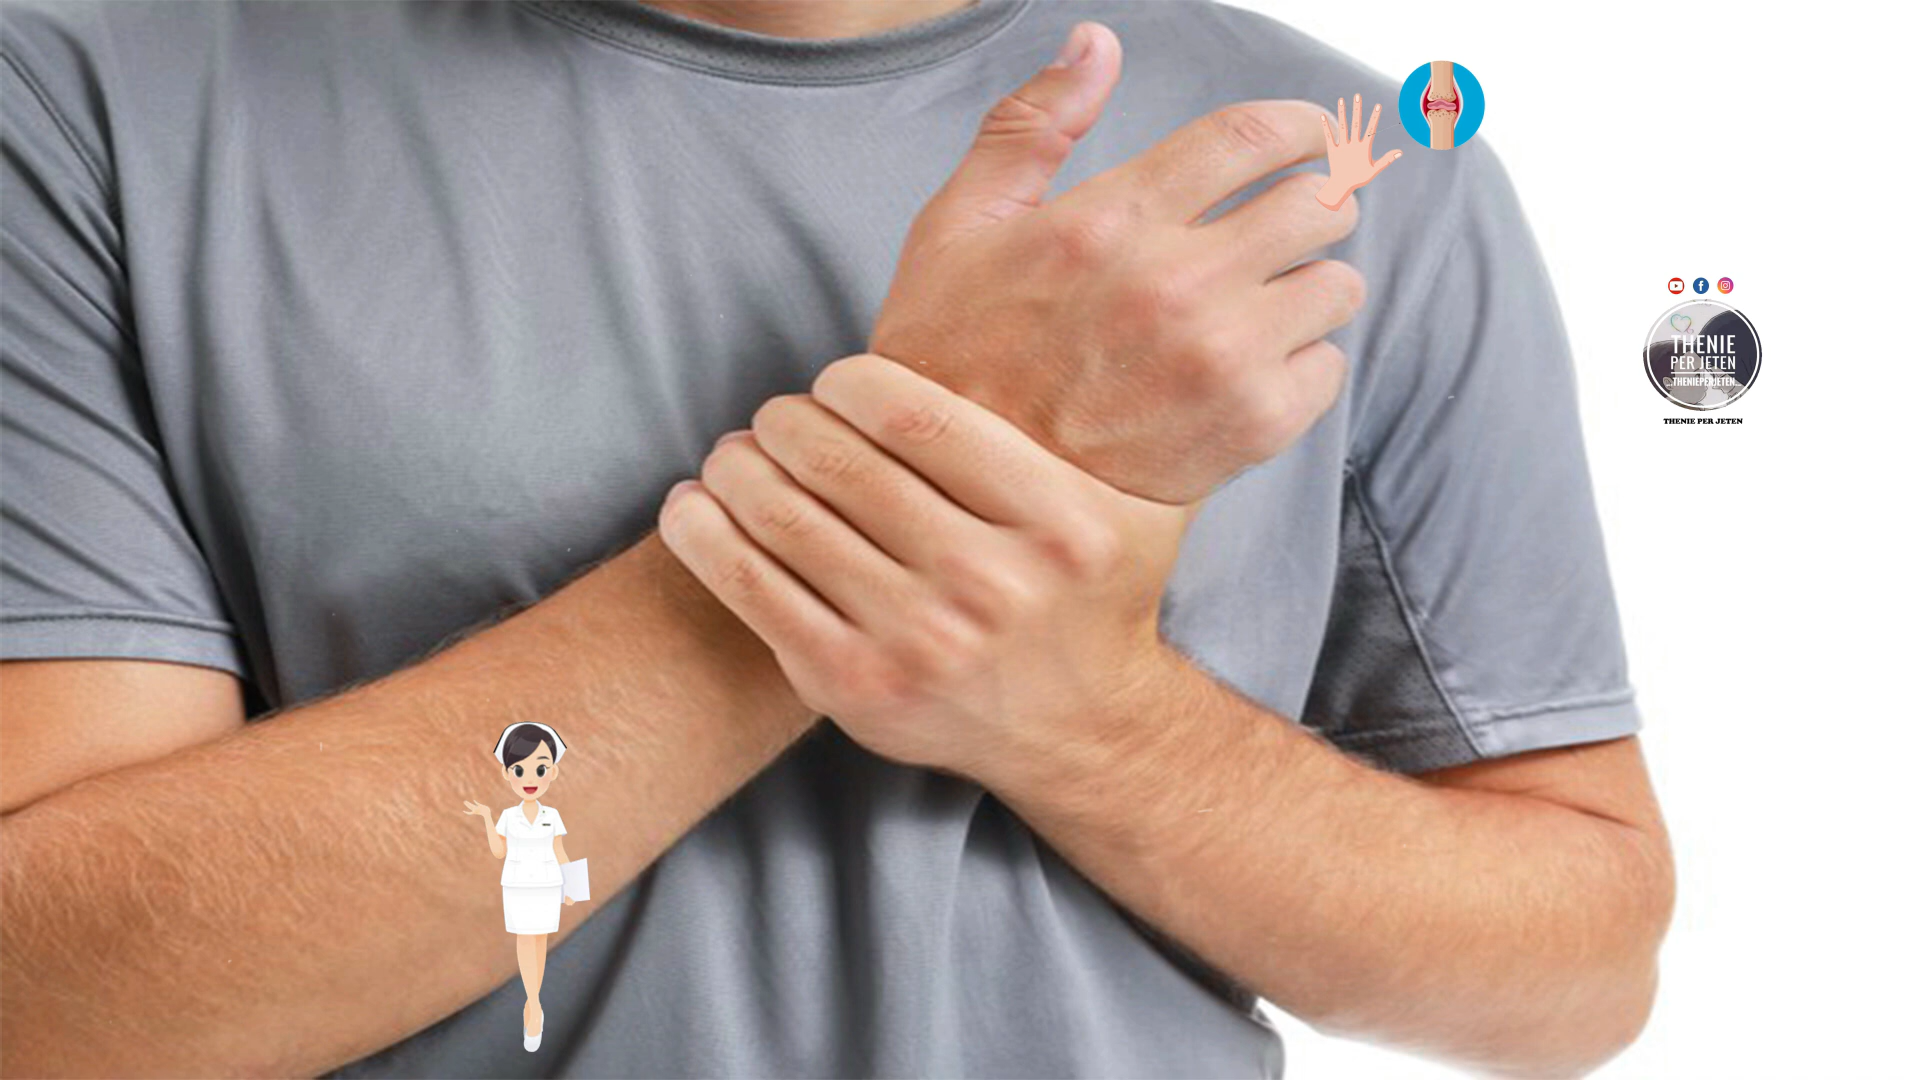 THENIE
PER JETEN
THENIEPERJETEN
THENIE PER JETEN